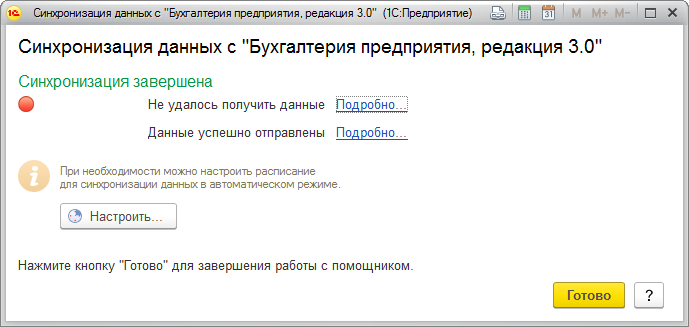 Синхронизация данных с "Бухгалтерия предприятия, редакция 3.0" (1С:Предприятие)
31 M M+ M-
Синхронизация данных с "Бухгалтерия предприятия, редакция 3.0"
Синхронизация завершена
Не удалось получить данные Подробно...
Данные успешно отправлены Подробно...
При необходимости можно настроить расписание
для синхронизации данных в автоматическом режиме.
Настроить...
Нажмите кнопку "Готово" для завершения работы с помощником.
Готово ?